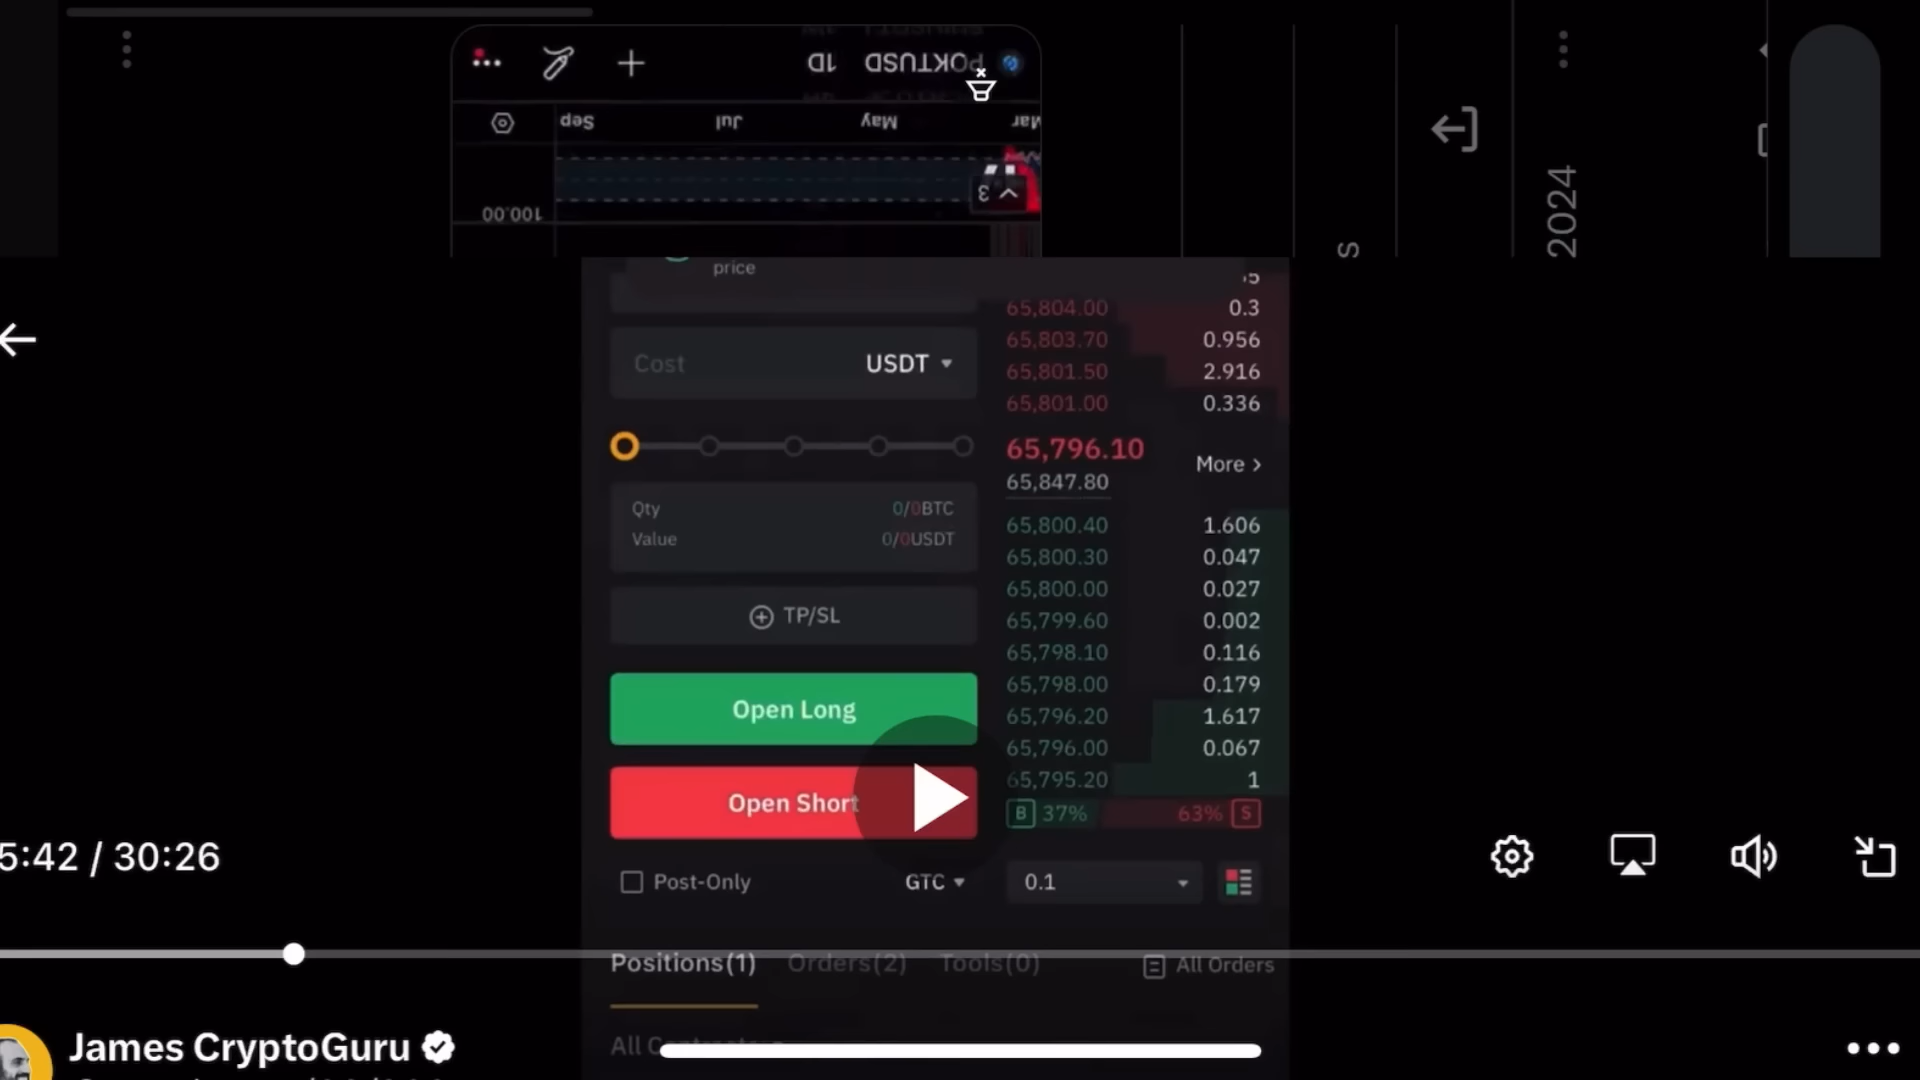 POKTUSD 1D
Mar May Jul Sep
3
100.00
2024
s
price
Cost USDT
Qty 0/0BTC
Value 0/0USDT
TP/SL
Open Long
Open Short
Post-Only GTC
65,804.00 0.3
65,803.70 0.956
65,801.50 2.916
65,801.00 0.336
65,796.10
65,847.80
More >
65,800.40 1.606
65,800.30 0.047
65,800.00 0.027
65,799.60 0.002
65,798.10 0.116
65,798.00 0.179
65,796.20 1.617
65,796.00 0.067
65,795.20 1
B 37% 63% S
0.1
5:42 / 30:26
Positions(1) Orders(2) Tools(0) All Orders
James CryptoGuru
All